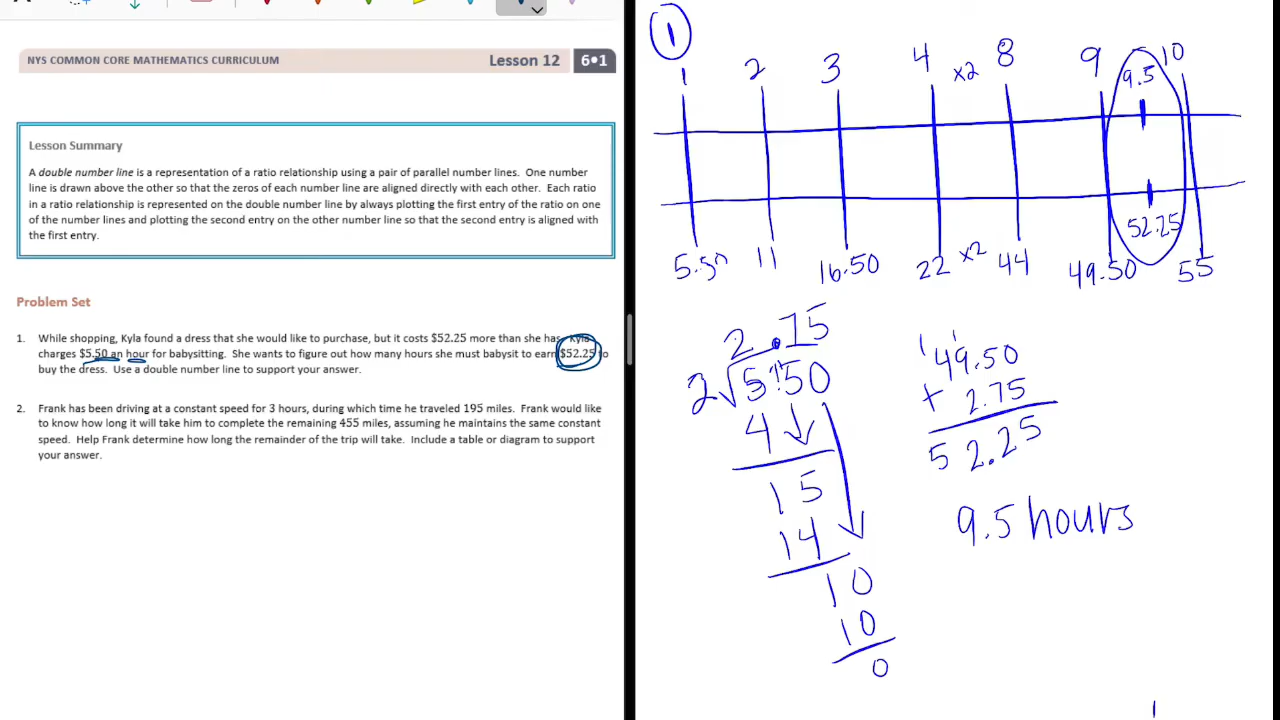 NYS COMMON CORE MATHEMATICS CURRICULUM
Lesson 12
6•1
Lesson Summary
A double number line is a representation of a ratio relationship using a pair of parallel number lines. One number
line is drawn above the other so that the zeros of each number line are aligned directly with each other. Each ratio
in a ratio relationship is represented on the double number line by always plotting the first entry of the ratio on one
of the number lines and plotting the second entry on the other number line so that the second entry is aligned with
the first entry.
Problem Set
1. While shopping, Kyla found a dress that she would like to purchase, but it costs $52.25 more than she has. Kyla
charges $5.50 an hour for babysitting. She wants to figure out how many hours she must babysit to earn $52.25 to
buy the dress. Use a double number line to support your answer.
2. Frank has been driving at a constant speed for 3 hours, during which time he traveled 195 miles. Frank would like
to know how long it will take him to complete the remaining 455 miles, assuming he maintains the same constant
speed. Help Frank determine how long the remainder of the trip will take. Include a table or diagram to support
your answer.
1
1 2 3 4 x2 8 9 9.5 10
5.50 11 16.50 22 x2 44 49.50 52.25 55
2.75
2 5.50
4
15
14
10
10
0
1 1
49.50
+ 2.75
52.25
9.5 hours